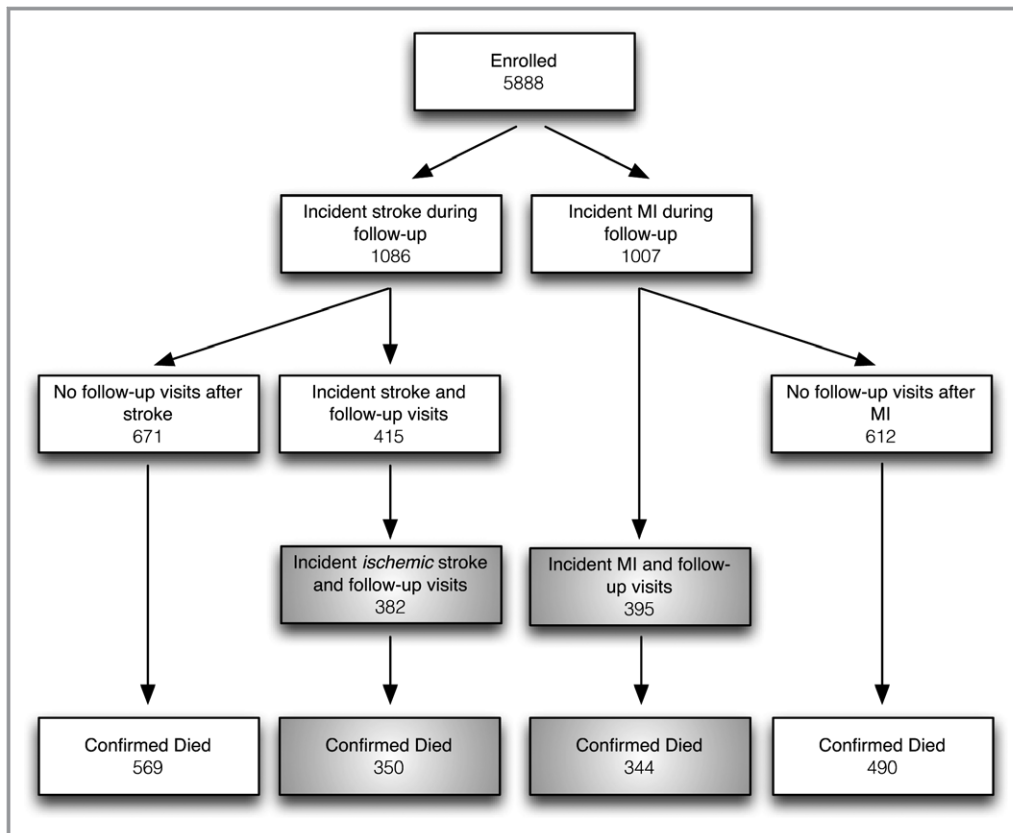 Enrolled
5888
Incident stroke during
follow-up
1086
Incident MI during
follow-up
1007
No follow-up visits after
stroke
671
Incident stroke and
follow-up visits
415
No follow-up visits after
MI
612
Incident ischemic stroke
and follow-up visits
382
Incident MI and follow-
up visits
395
Confirmed Died
569
Confirmed Died
350
Confirmed Died
344
Confirmed Died
490